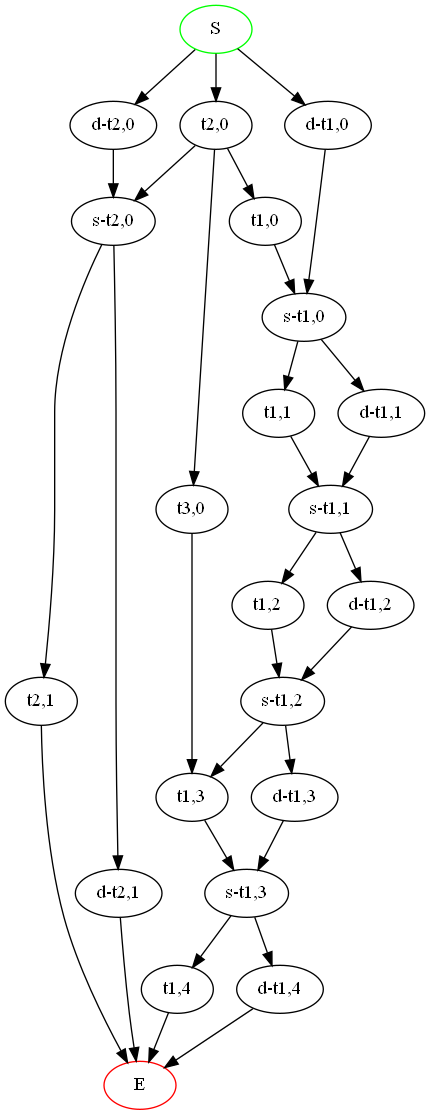 S
d-t2,0
t2,0
d-t1,0
s-t2,0
t1,0
s-t1,0
t1,1
d-t1,1
t3,0
s-t1,1
t1,2
d-t1,2
t2,1
s-t1,2
t1,3
d-t1,3
d-t2,1
s-t1,3
t1,4
d-t1,4
E